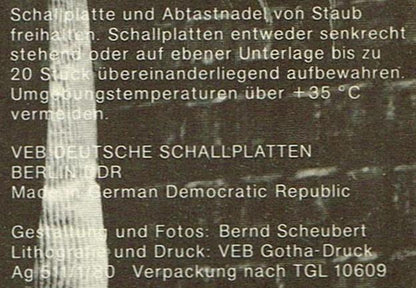 Schallplatte und Abtastnadel von Staub
freihalten. Schallplatten entweder senkrecht
stehend oder auf ebener Unterlage bis zu
20 Stück übereinanderliegend aufbewahren.
Umgebungstemperaturen über +35 °C
vermeiden.
VEB DEUTSCHE SCHALLPLATTEN
BERLIN DDR
Made in German Democratic Republic
Gestaltung und Fotos: Bernd Scheubert
Lithografie und Druck: VEB Gotha-Druck
Ag 511/1/80 Verpackung nach TGL 10609